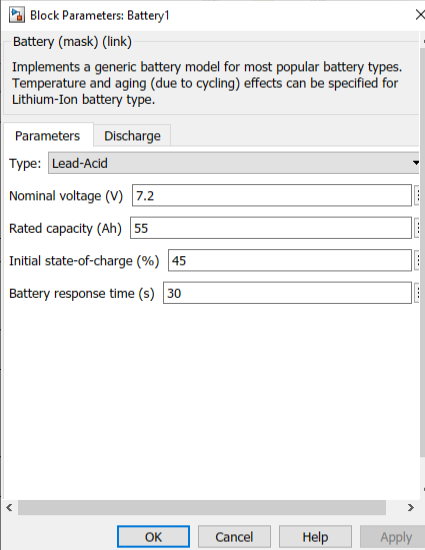 Block Parameters: Battery1
Battery (mask) (link)
Implements a generic battery model for most popular battery types.
Temperature and aging (due to cycling) effects can be specified for
Lithium-Ion battery type.
Parameters Discharge
Type: Lead-Acid
Nominal voltage (V) 7.2
Rated capacity (Ah) 55
Initial state-of-charge (%) 45
Battery response time (s) 30
OK Cancel Help Apply